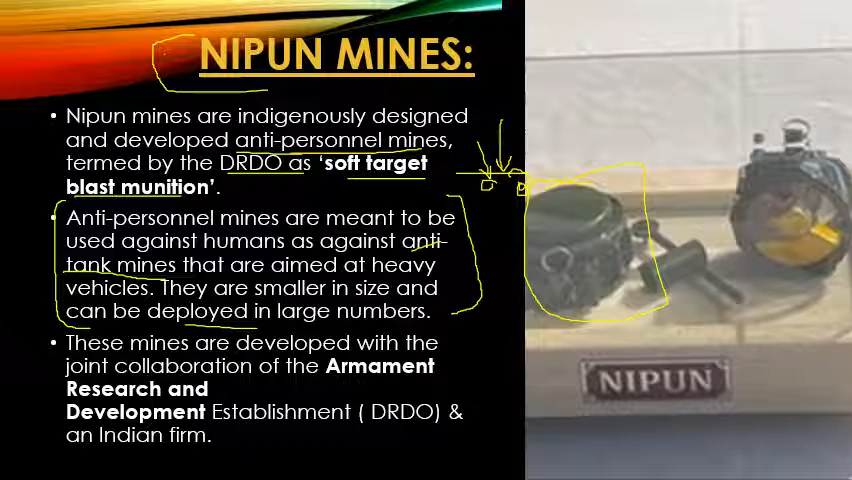 NIPUN MINES:
• Nipun mines are indigenously designed
and developed anti-personnel mines,
termed by the DRDO as ‘soft target
blast munition’.
• Anti-personnel mines are meant to be
used against humans as against anti-
tank mines that are aimed at heavy
vehicles. They are smaller in size and
can be deployed in large numbers.
• These mines are developed with the
joint collaboration of the Armament
Research and
Development Establishment ( DRDO) &
an Indian firm.
NIPUN